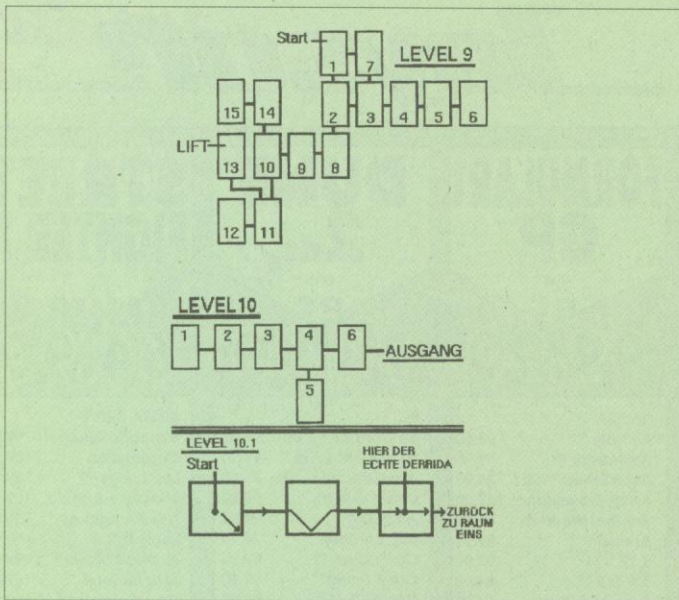 Start
1
7
LEVEL 9
15
14
2
3
4
5
6
LIFT
13
10
9
8
12
11
LEVEL 10
1
2
3
4
6
AUSGANG
5
LEVEL 10.1
Start
HIER DER
ECHTE DERRIDA
ZURÜCK
ZU RAUM
EINS